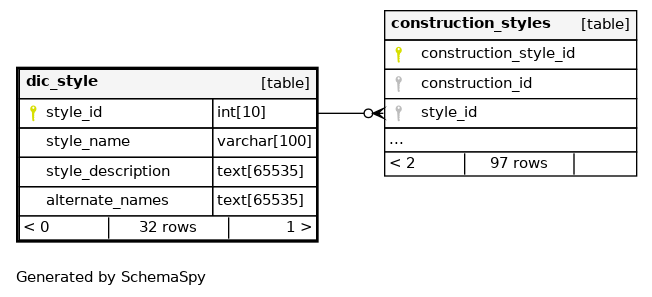 dic_style [table]
style_id int[10]
style_name varchar[100]
style_description text[65535]
alternate_names text[65535]
< 0 32 rows 1 >
construction_styles [table]
construction_style_id
construction_id
style_id
...
< 2 97 rows
Generated by SchemaSpy